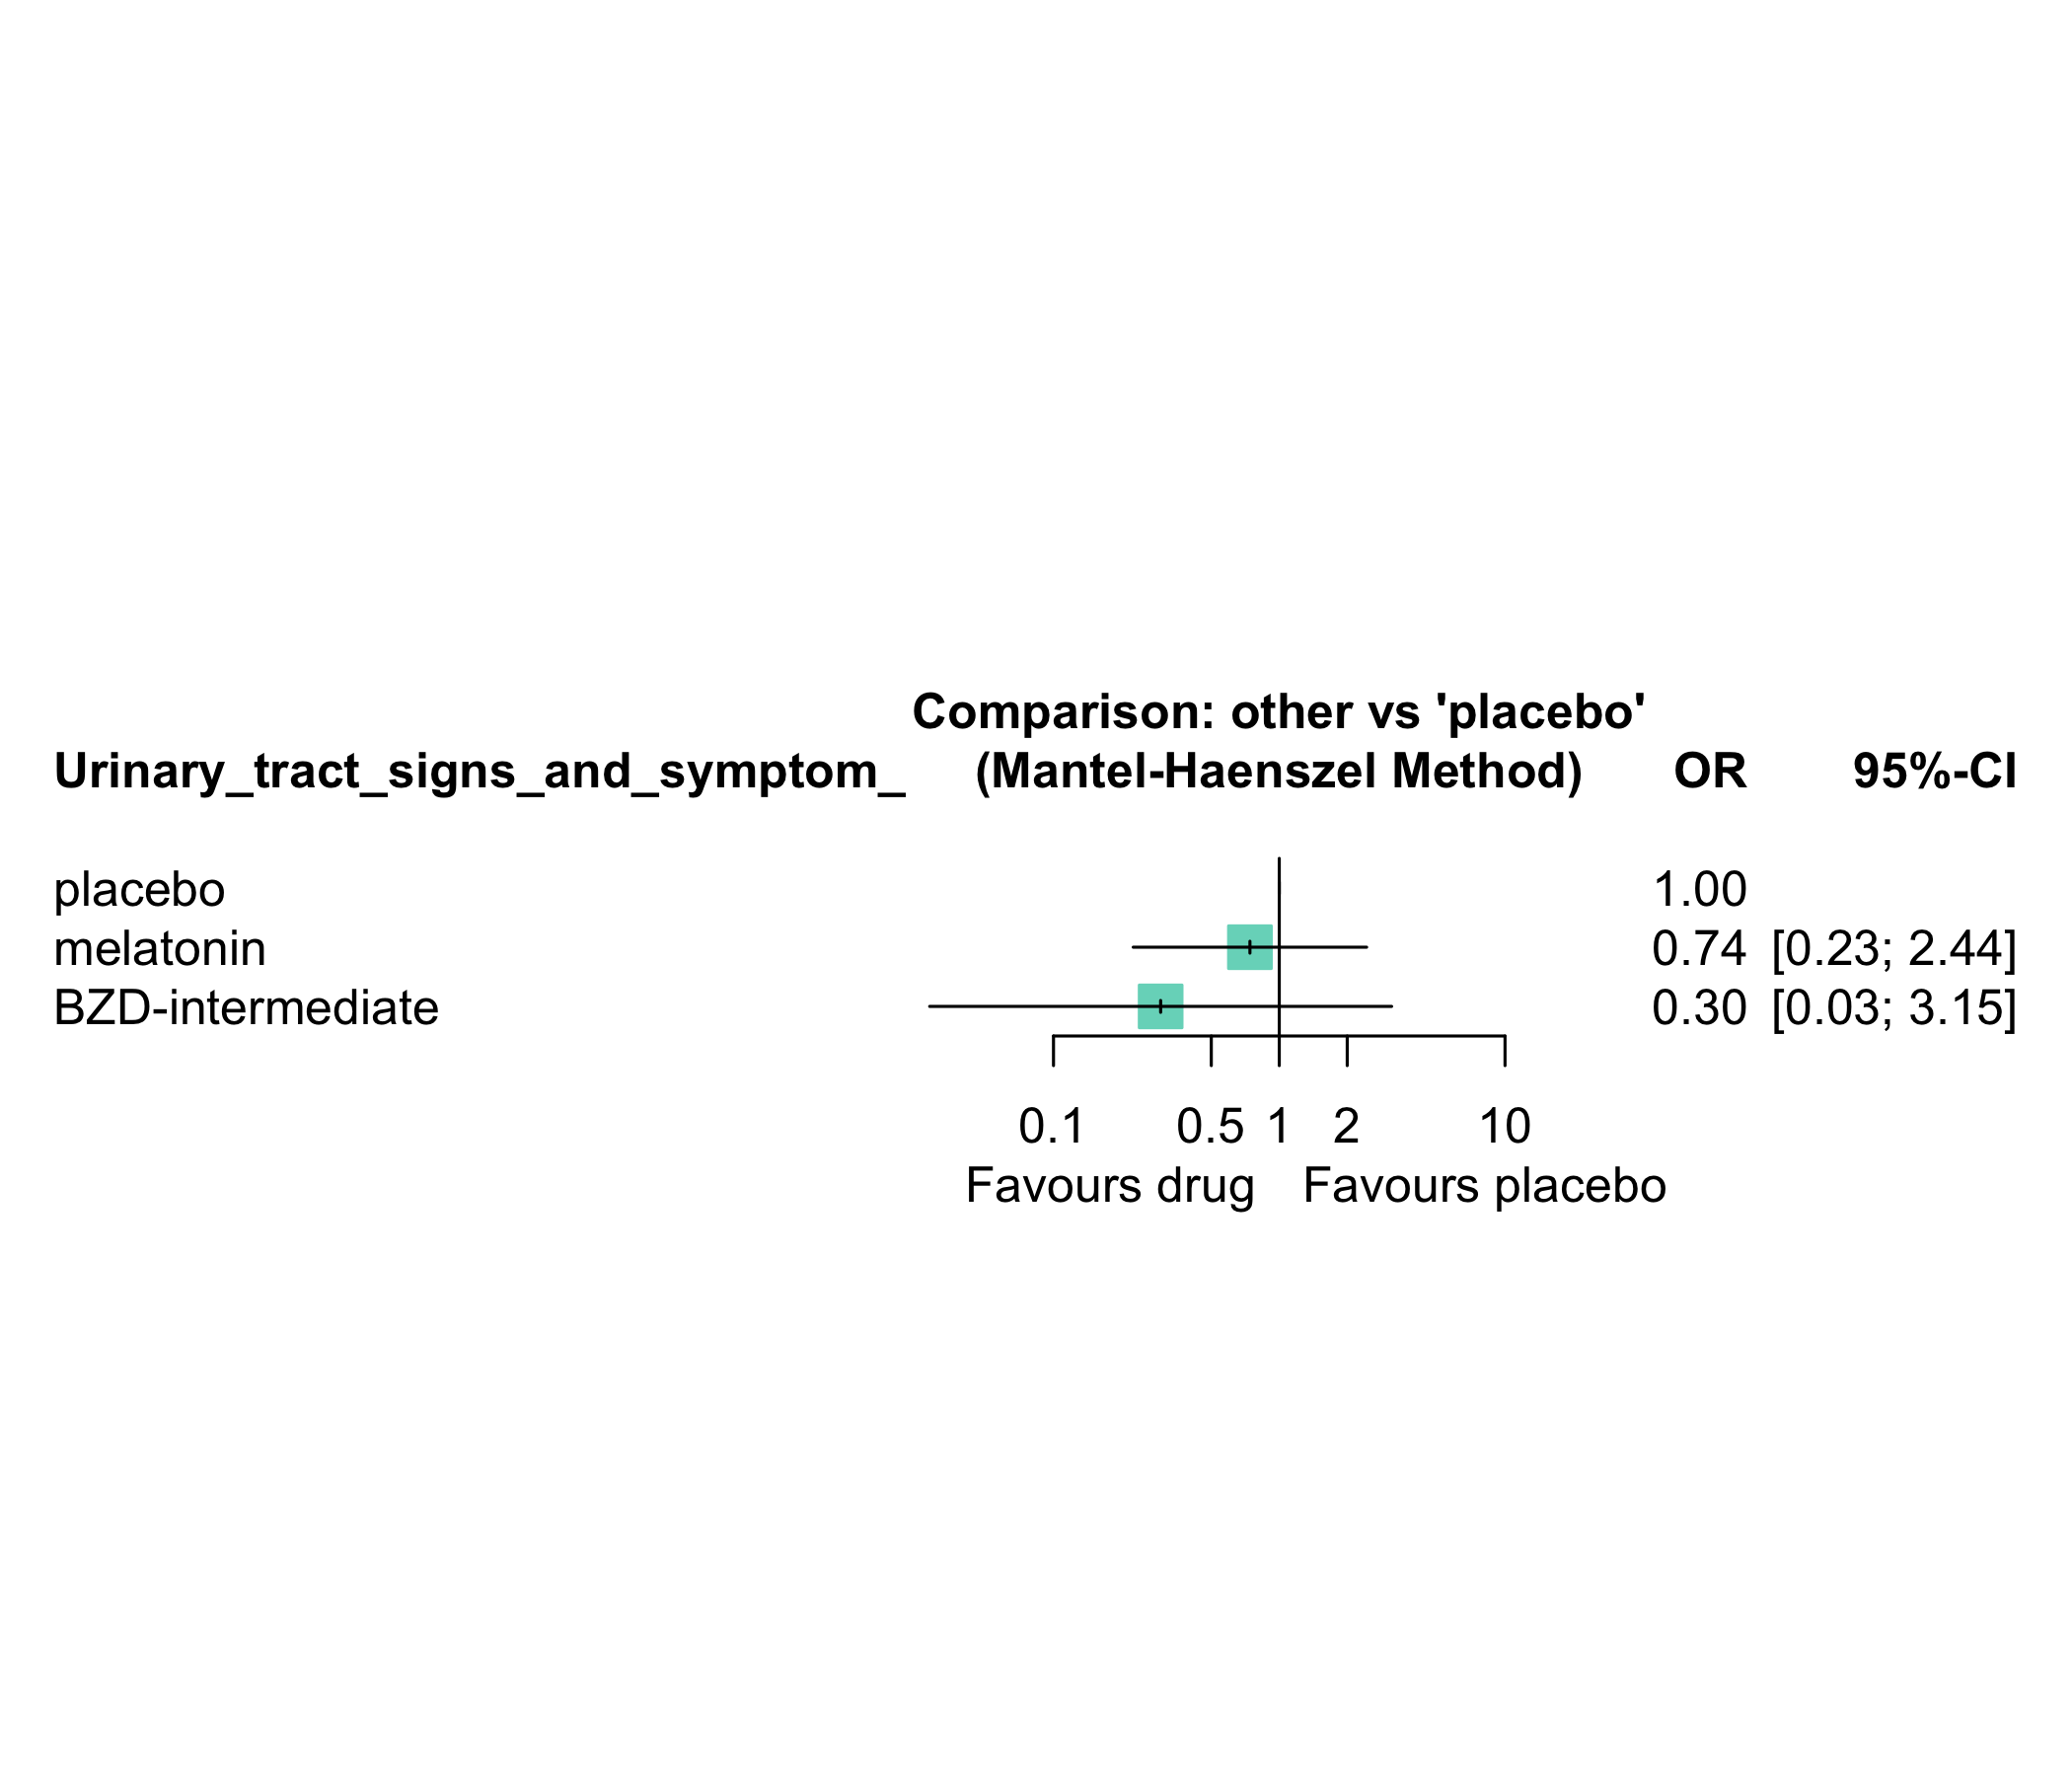 Comparison: other vs 'placebo'
Urinary_tract_signs_and_symptom_ (Mantel-Haenszel Method) OR 95%-CI
placebo 1.00
melatonin 0.74 [0.23; 2.44]
BZD-intermediate 0.30 [0.03; 3.15]
0.1 0.5 1 2 10
Favours drug Favours placebo